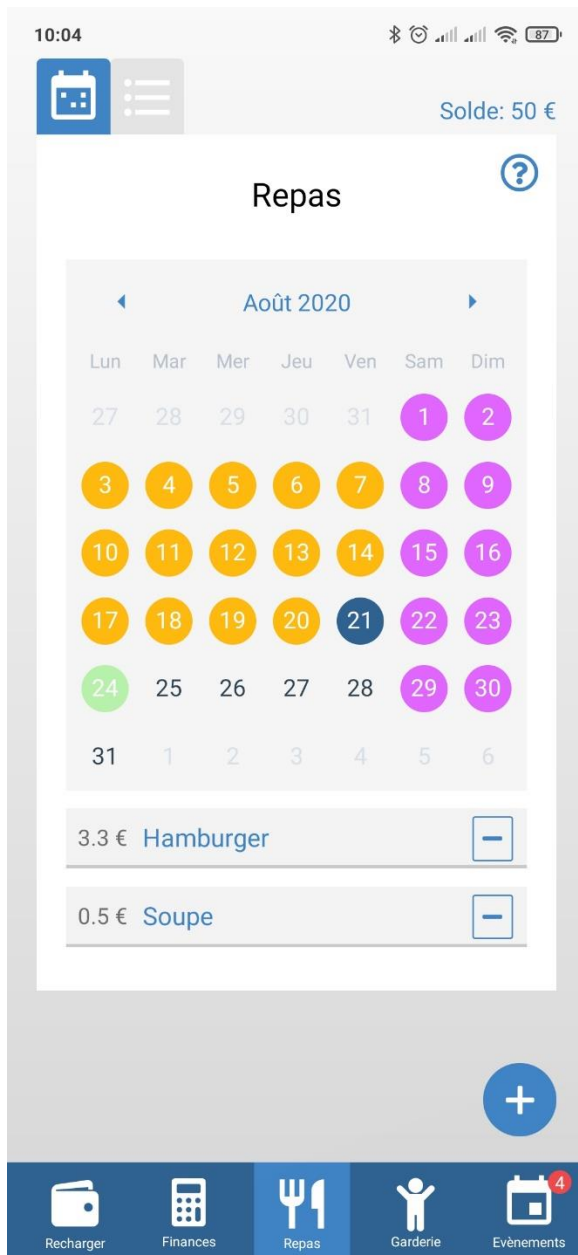 10:04 87
Solde: 50 €
Repas
Août 2020
Lun Mar Mer Jeu Ven Sam Dim
27 28 29 30 31 1 2
3 4 5 6 7 8 9
10 11 12 13 14 15 16
17 18 19 20 21 22 23
24 25 26 27 28 29 30
31 1 2 3 4 5 6
3.3 € Hamburger
0.5 € Soupe
4
Recharger Finances Repas Garderie Evènements